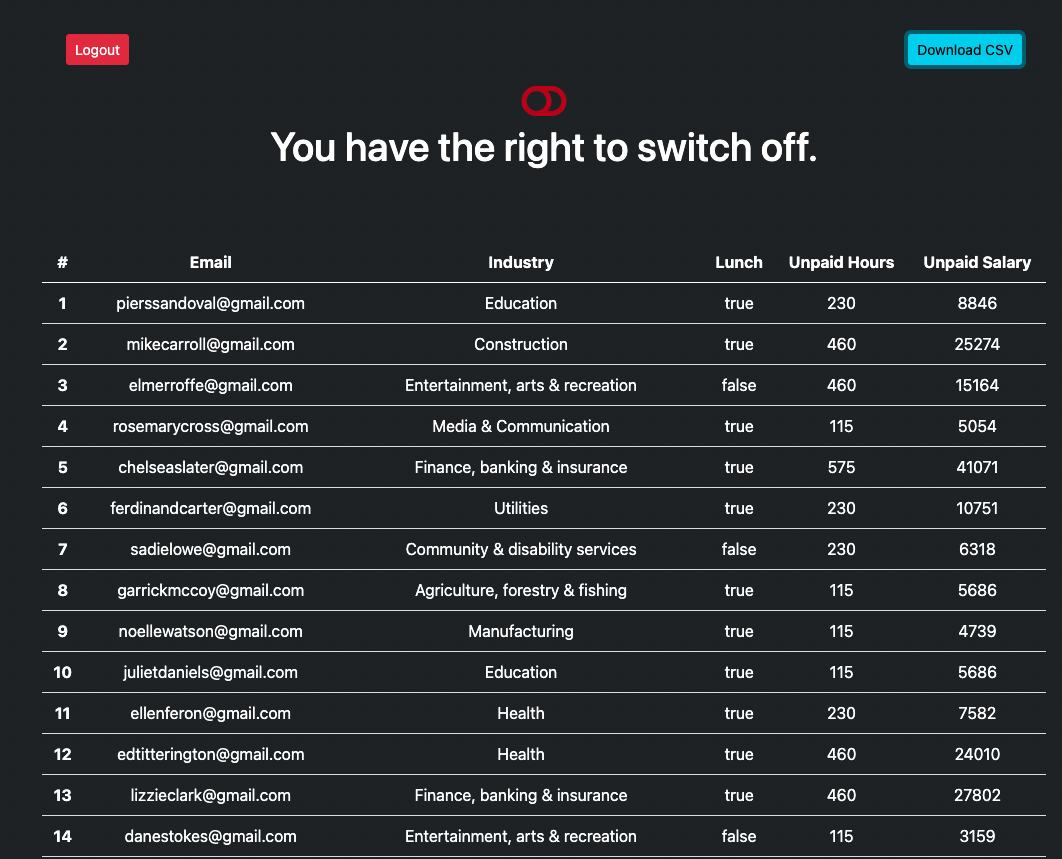 Logout Download CSV
You have the right to switch off.
# Email Industry Lunch Unpaid Hours Unpaid Salary
1 pierssandoval@gmail.com Education true 230 8846
2 mikecarroll@gmail.com Construction true 460 25274
3 elmerroffe@gmail.com Entertainment, arts & recreation false 460 15164
4 rosemarycross@gmail.com Media & Communication true 115 5054
5 chelseaslater@gmail.com Finance, banking & insurance true 575 41071
6 ferdinandcarter@gmail.com Utilities true 230 10751
7 sadielowe@gmail.com Community & disability services false 230 6318
8 garrickmccoy@gmail.com Agriculture, forestry & fishing true 115 5686
9 noellewatson@gmail.com Manufacturing true 115 4739
10 julietdaniels@gmail.com Education true 115 5686
11 ellenferon@gmail.com Health true 230 7582
12 edtitterington@gmail.com Health true 460 24010
13 lizzieclark@gmail.com Finance, banking & insurance true 460 27802
14 danestokes@gmail.com Entertainment, arts & recreation false 115 3159